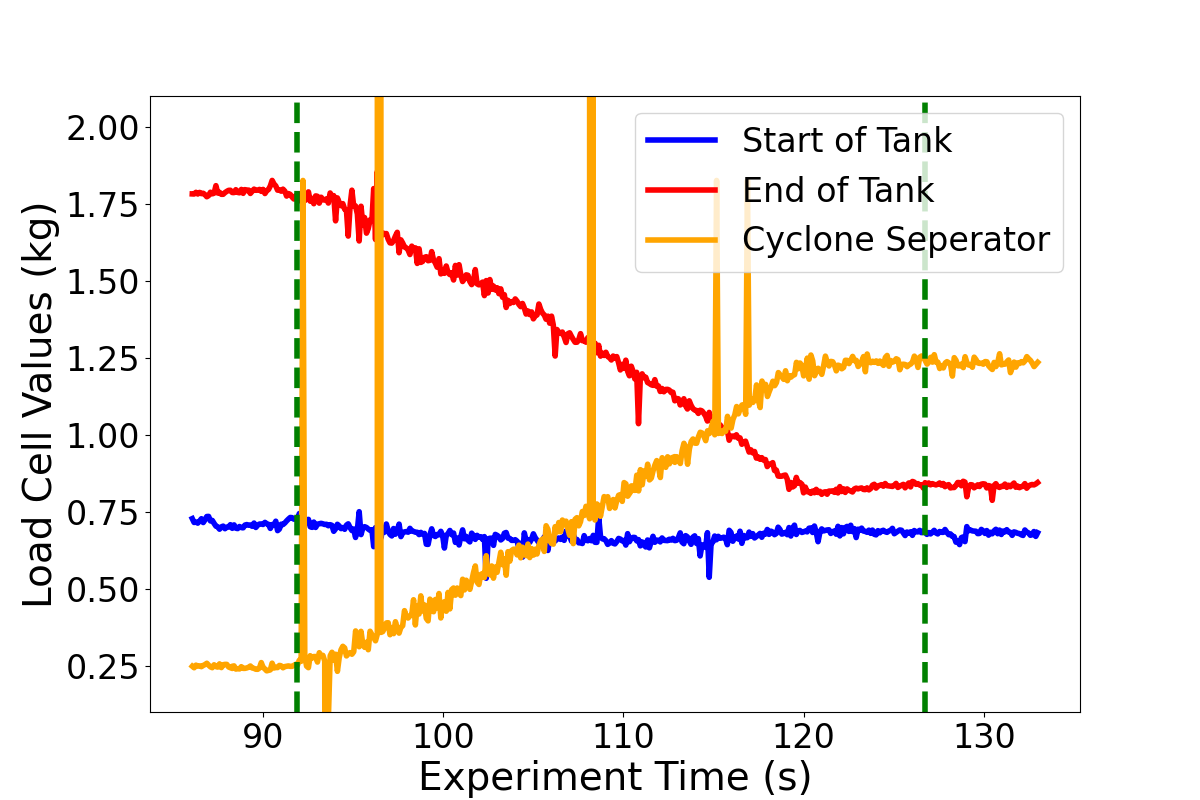 Load Cell Values (kg)
2.00
1.75
1.50
1.25
1.00
0.75
0.50
0.25
Start of Tank
End of Tank
Cyclone Seperator
90
100
110
120
130
Experiment Time (s)